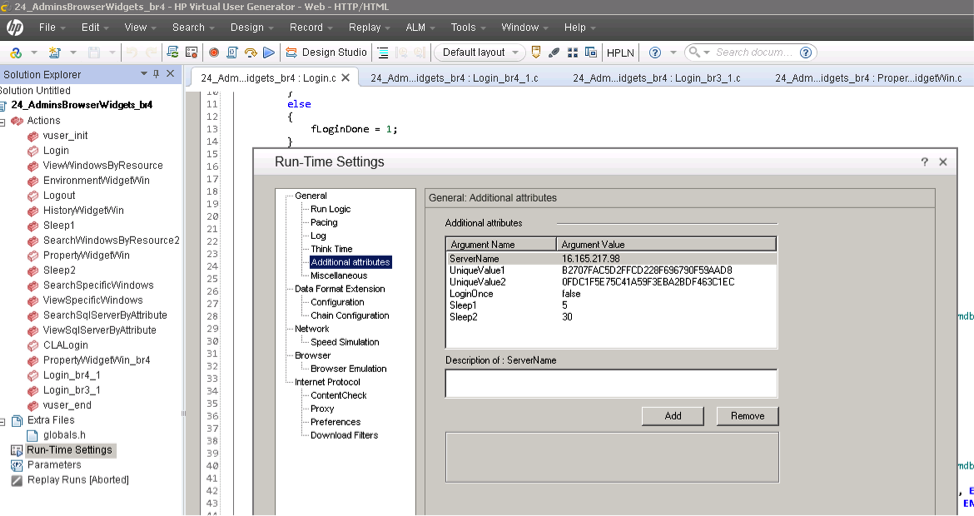 24_AdminsBrowserWidgets_br4 - HP Virtual User Generator - Web - HTTP/HTML
hp File Edit View Search Design Record Replay ALM Tools Window Help
Design Studio Default layout HPLN Search docum...
Solution Explorer
24_Adm...idgets_br4 : Login.c 24_Adm...idgets_br4 : Login_br4_1.c 24_Adm...idgets_br4 : Login_br3_1.c 24_Adm...idgets_br4 : Proper...idgetWin.c
Solution Untitled
24_AdminsBrowserWidgets_br4
Actions
vuser_init
Login
ViewWindowsByResource
EnvironmentWidgetWin
Logout
HistoryWidgetWin
Sleep1
SearchWindowsByResource2
PropertyWidgetWin
Sleep2
SearchSpecificWindows
ViewSpecificWindows
SearchSqlServerByAttribute
ViewSqlServerByAttribute
CLALogin
PropertyWidgetWin_br4
Login_br4_1
Login_br3_1
vuser_end
Extra Files
globals.h
Run-Time Settings
Parameters
Replay Runs [Aborted]
10 }
11 else
12 {
13 fLoginDone = 1;
14 }
15
16
17
18
19
20
21
22
23
24
25
26
27
28
29
30
31
32
33
34
35
36
37
38
39
40
41
42
43
Run-Time Settings
General
Run Logic
Pacing
Log
Think Time
Additional attributes
Miscellaneous
Data Format Extension
Configuration
Chain Configuration
Network
Speed Simulation
Browser
Browser Emulation
Internet Protocol
ContentCheck
Proxy
Preferences
Download Filters
General: Additional attributes
Additional attributes
Argument Name Argument Value
ServerName 16.165.217.98
UniqueValue1 B2707FAC5D2FFCD228F696790F59AAD8
UniqueValue2 0FDC1F5E75C41A59F3EBA2BDF463C1EC
LoginOnce false
Sleep1 5
Sleep2 30
Description of : ServerName
Add Remove
mdb
mdb
, E
EN